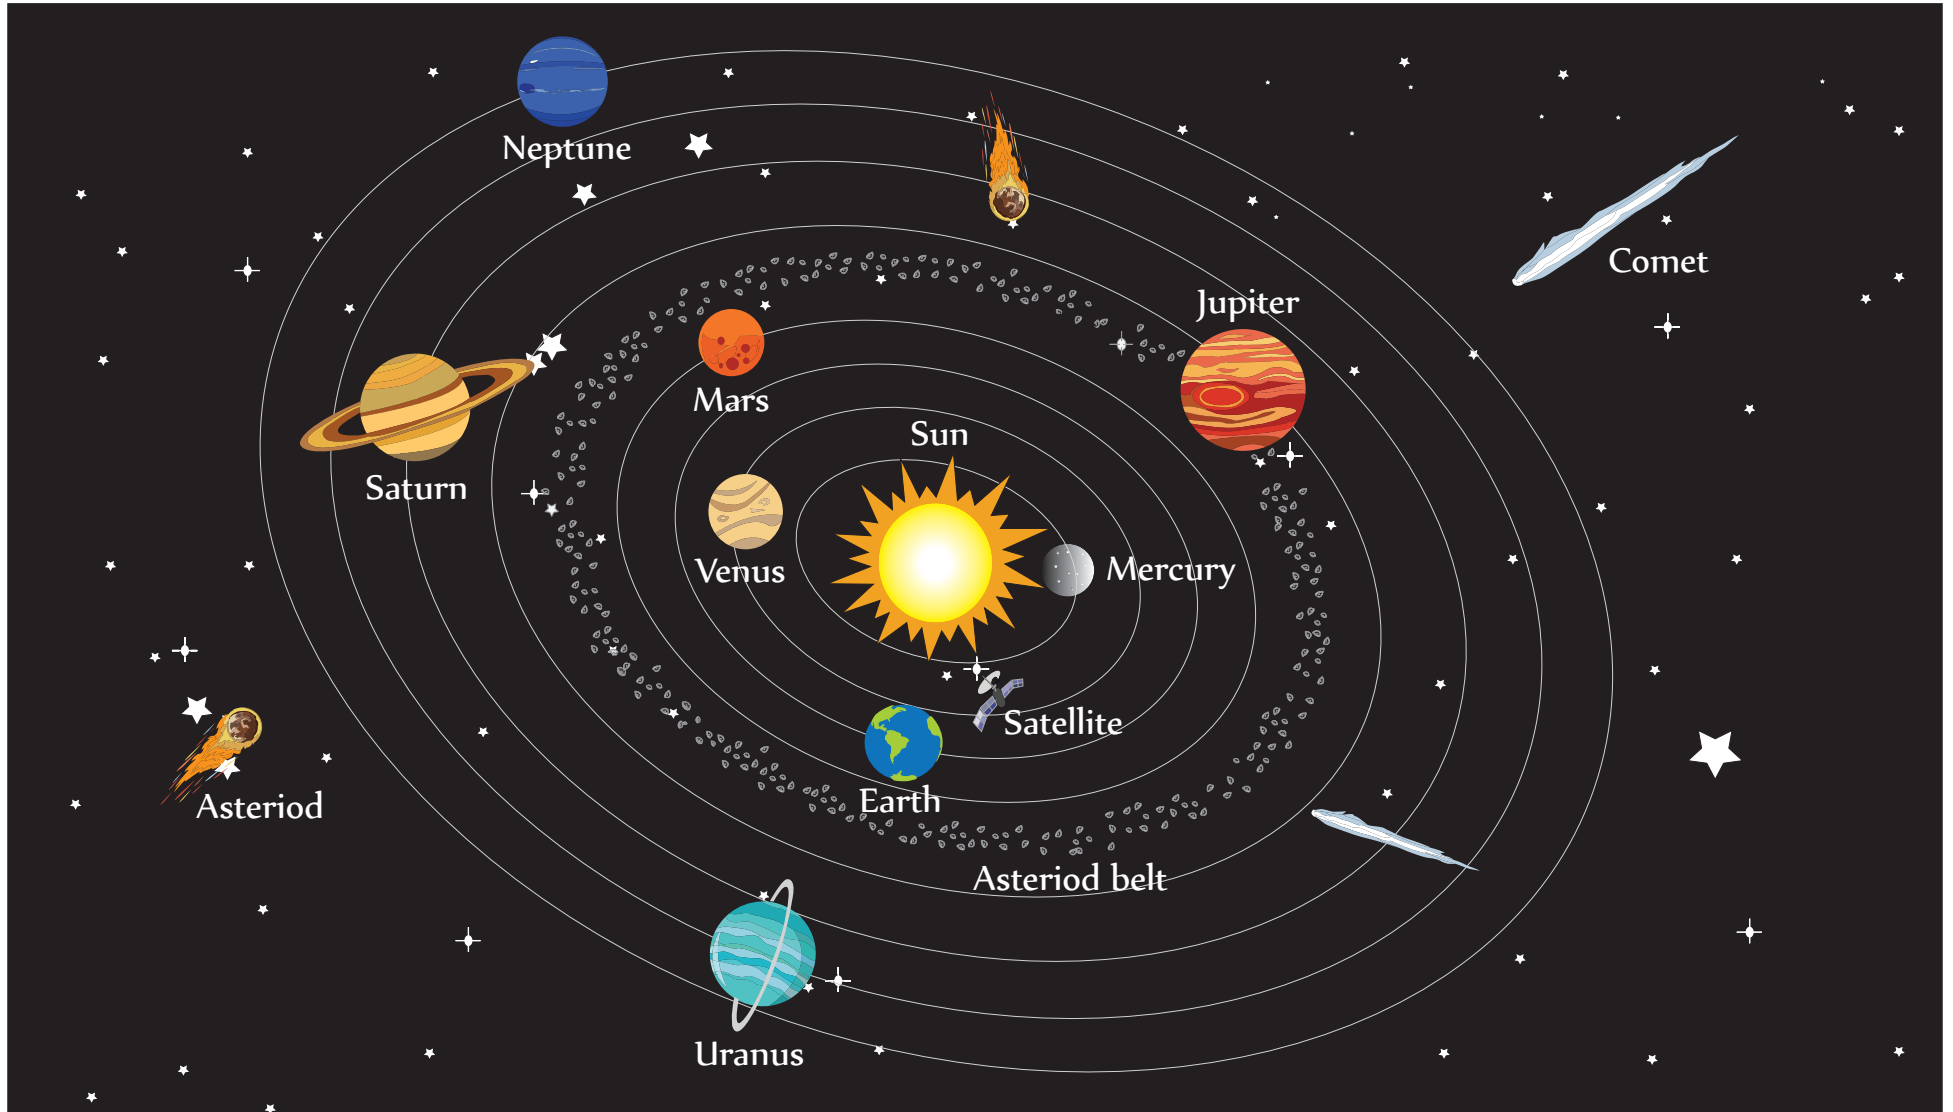 Neptune
Comet
Jupiter
Mars
Sun
Saturn
Venus
Mercury
Satellite
Earth
Asteriod
Asteriod belt
Uranus